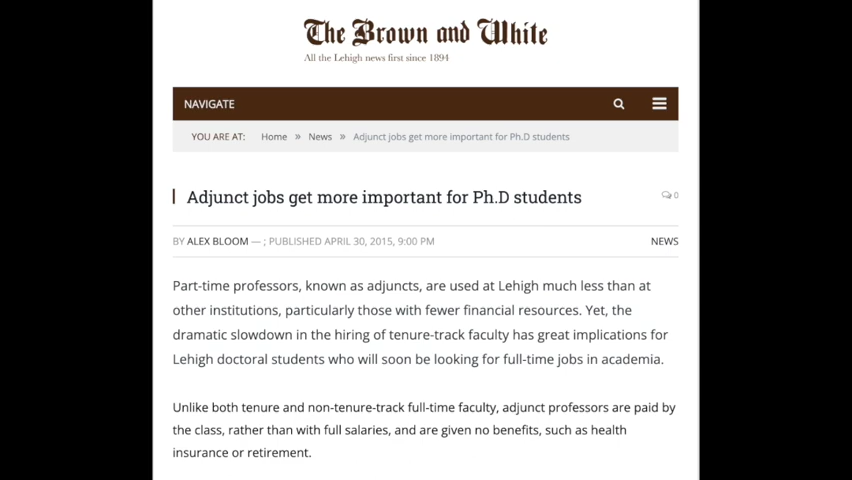 The Brown and White
All the Lehigh news first since 1894
NAVIGATE
YOU ARE AT: Home » News » Adjunct jobs get more important for Ph.D students
Adjunct jobs get more important for Ph.D students 0
BY ALEX BLOOM — ; PUBLISHED APRIL 30, 2015, 9:00 PM NEWS
Part-time professors, known as adjuncts, are used at Lehigh much less than at
other institutions, particularly those with fewer financial resources. Yet, the
dramatic slowdown in the hiring of tenure-track faculty has great implications for
Lehigh doctoral students who will soon be looking for full-time jobs in academia.
Unlike both tenure and non-tenure-track full-time faculty, adjunct professors are paid by
the class, rather than with full salaries, and are given no benefits, such as health
insurance or retirement.